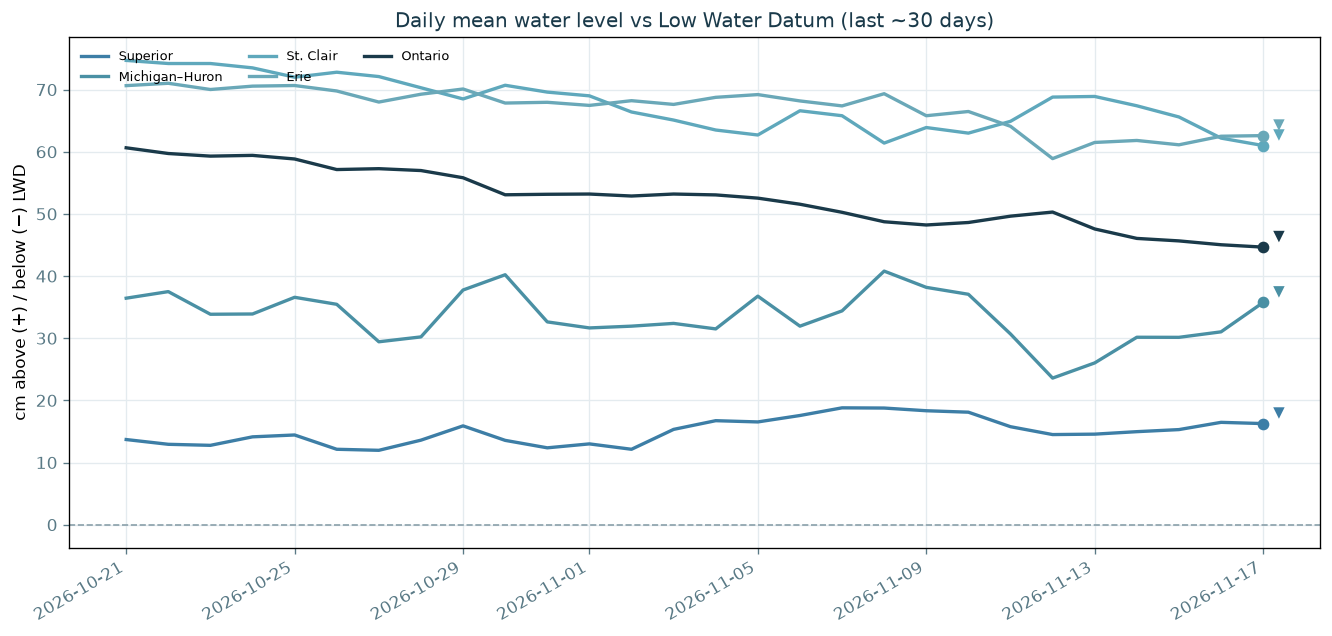 Daily mean water level vs Low Water Datum (last ~30 days)
Superior
Michigan–Huron
St. Clair
Erie
Ontario
cm above (+) / below (−) LWD
70
60
50
40
30
20
10
0
2026-10-21
2026-10-25
2026-10-29
2026-11-01
2026-11-05
2026-11-09
2026-11-13
2026-11-17